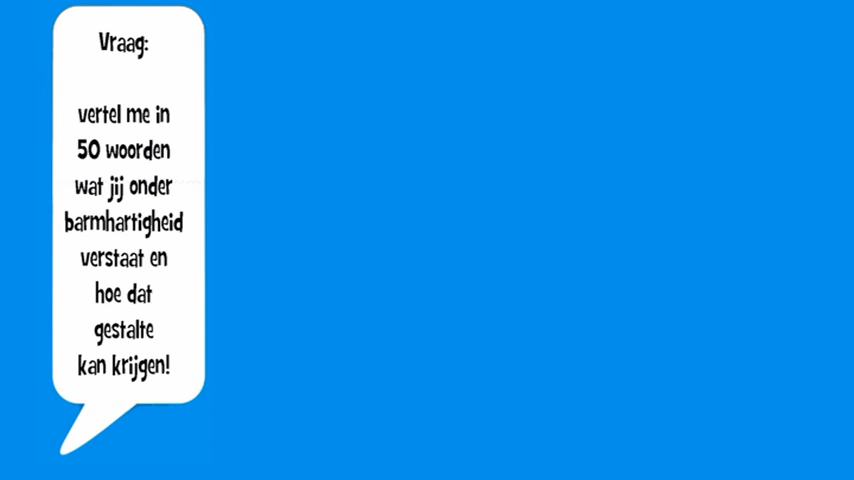 Vraag:
vertel me in
50 woorden
wat jij onder
barmhartigheid
verstaat en
hoe dat
gestalte
kan krijgen!